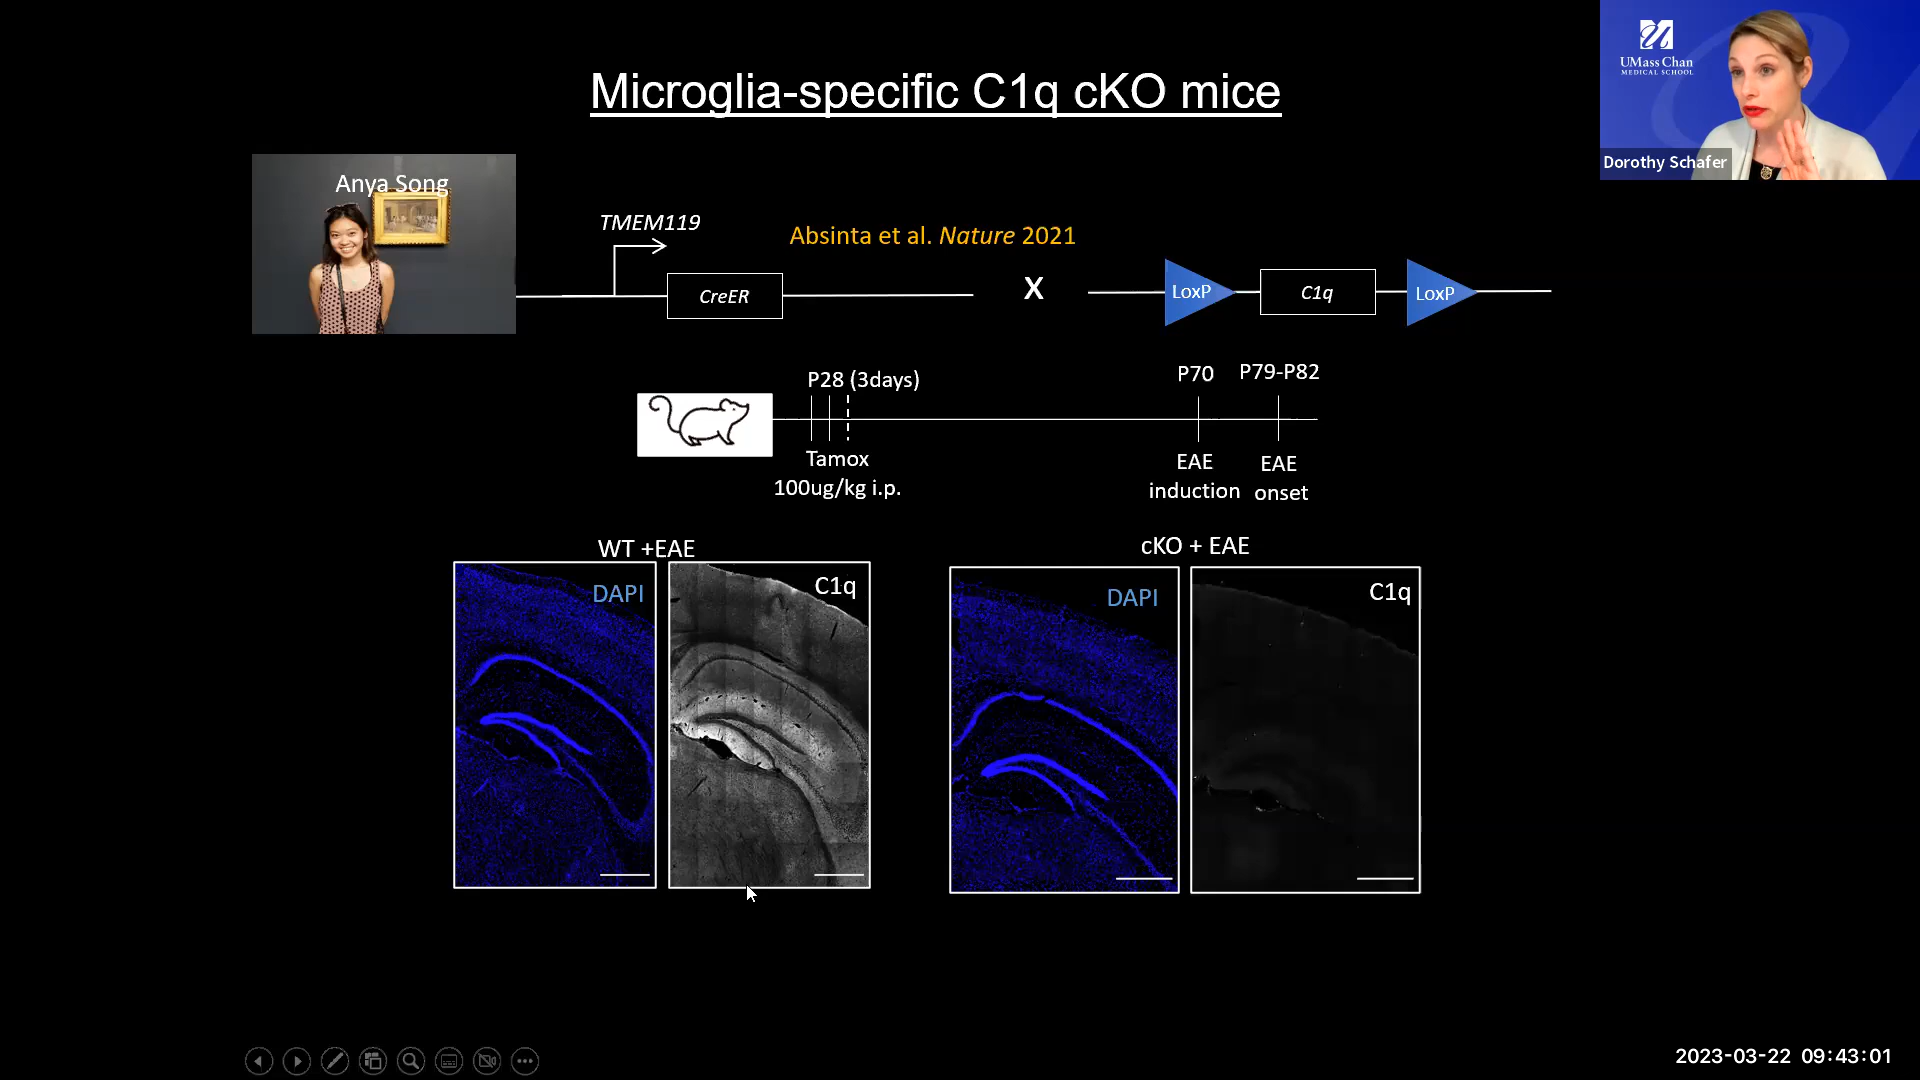 Microglia-specific C1q cKO mice
UMass Chan
MEDICAL SCHOOL
Dorothy Schafer
Anya Song
TMEM119
Absinta et al. Nature 2021
CreER
X
LoxP
C1q
LoxP
P28 (3days)
P70
P79-P82
Tamox
100ug/kg i.p.
EAE
induction
EAE
onset
WT +EAE
cKO + EAE
DAPI
C1q
DAPI
C1q
2023-03-22 09:43:01